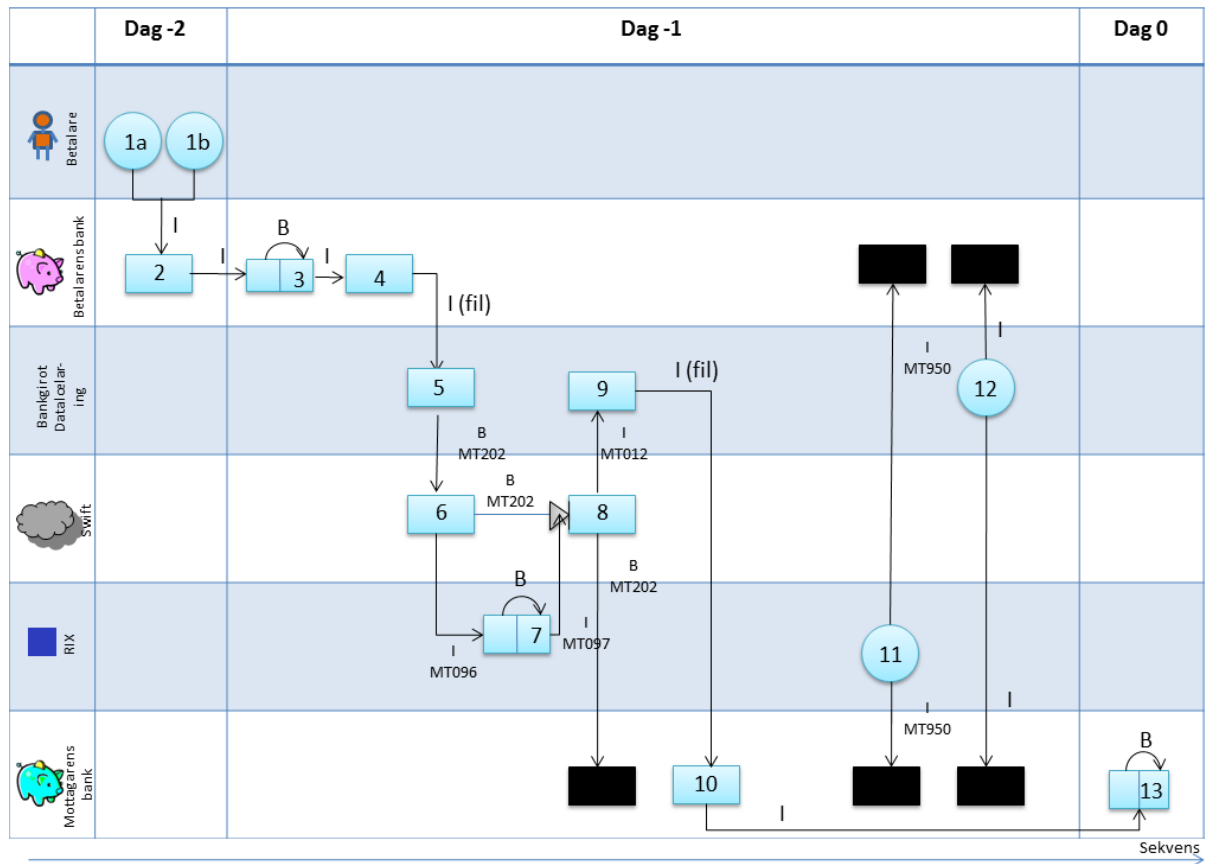 Dag -2
Dag -1
Dag 0
Betalare
1a
1b
I
Betalarens bank
2
I
B
3
I
4
I (fil)
Bankgirot
Datalcelar-
ing
5
9
I (fil)
I
MT950
I
12
B
MT202
I
MT012
Swift
6
B
MT202
8
B
MT202
RIX
B
7
I
MT097
I
MT096
11
I
MT950
I
Mottagarens
bank
10
I
B
13
Sekvens